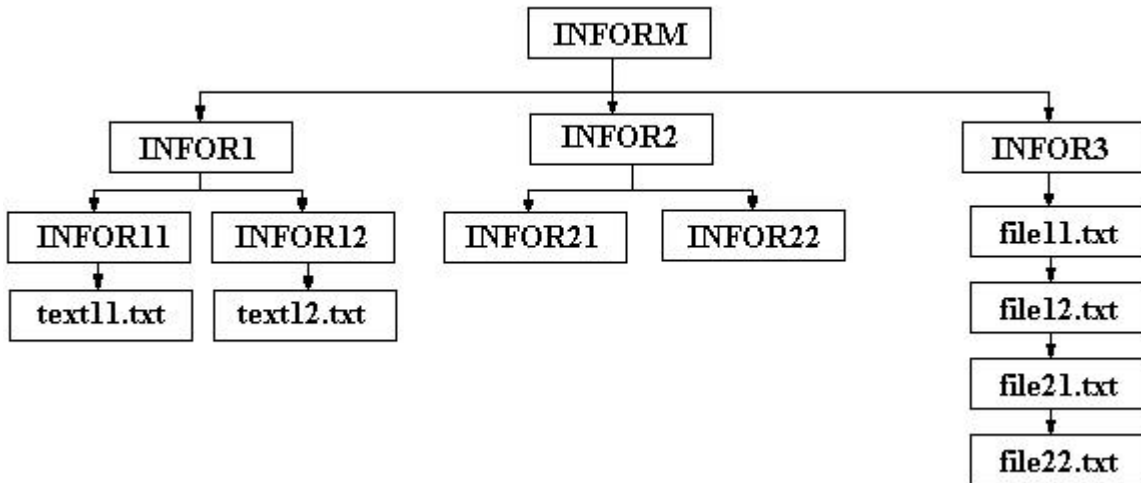 INFORM
INFOR1
INFOR2
INFOR3
INFOR11
INFOR12
INFOR21
INFOR22
file11.txt
text11.txt
text12.txt
file12.txt
file21.txt
file22.txt